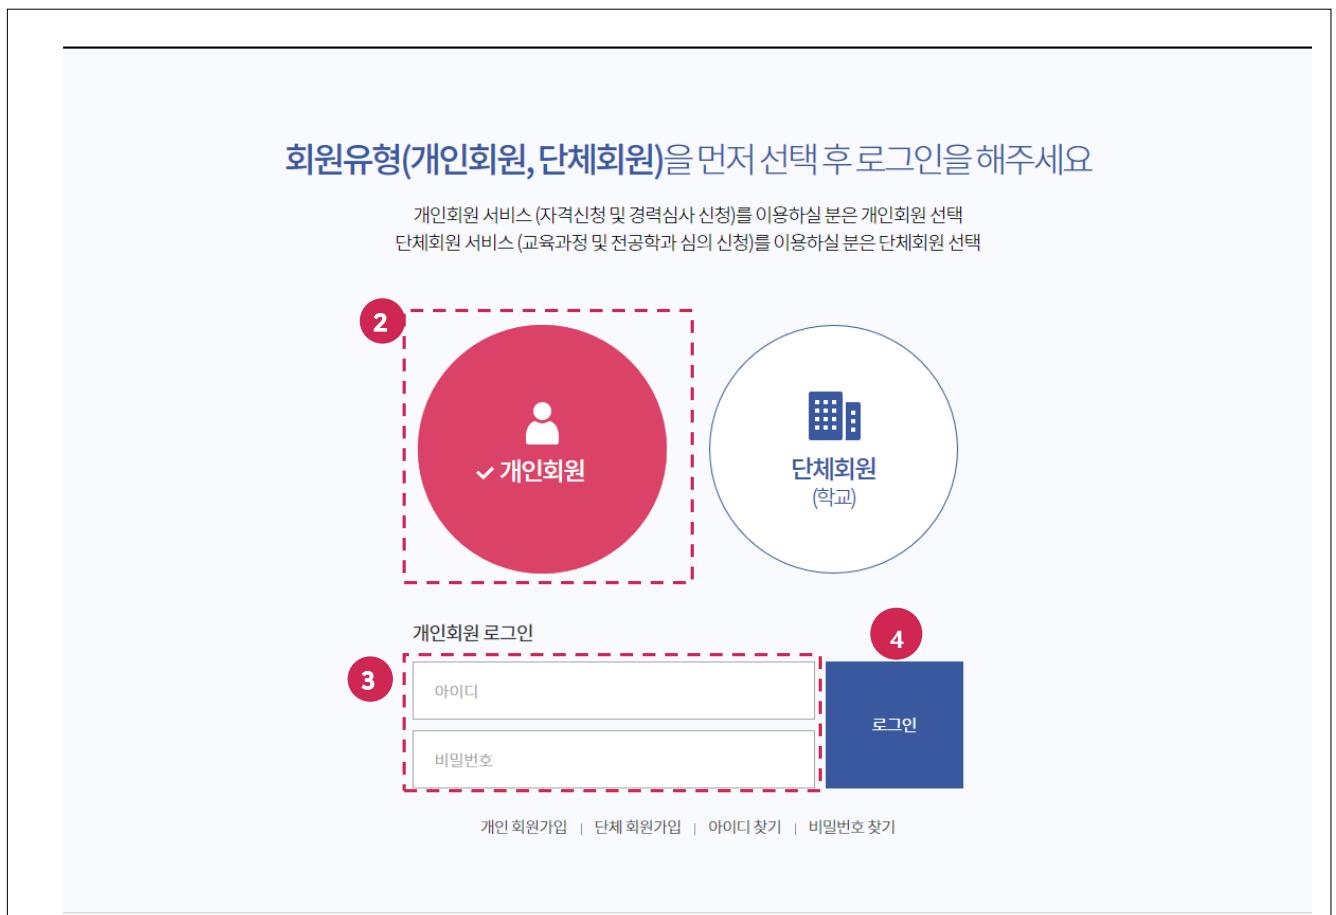 회원유형(개인회원, 단체회원)을 먼저 선택 후 로그인을 해주세요
개인회원 서비스 (자격신청 및 경력심사 신청)를 이용하실 분은 개인회원 선택
단체회원 서비스 (교육과정 및 전공학과 심의 신청)를 이용하실 분은 단체회원 선택
2
개인회원
단체회원
(학교)
개인회원 로그인
4
3
아이디
로그인
비밀번호
개인 회원가입 | 단체 회원가입 | 아이디 찾기 | 비밀번호 찾기